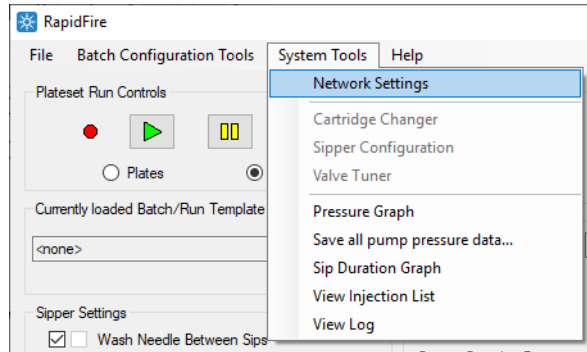 RapidFire
File Batch Configuration Tools System Tools Help
Network Settings
Plateset Run Controls
Cartridge Changer
Sipper Configuration
Plates
Valve Tuner
Currently loaded Batch/Run Template
Pressure Graph
<none>
Save all pump pressure data...
Sip Duration Graph
View Injection List
Sipper Settings
View Log
Wash Needle Between Sips